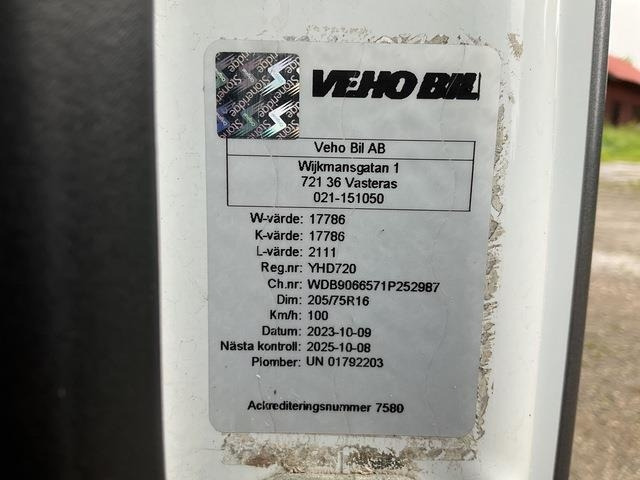 Stoneridge
VEHO BIL
Veho Bil AB
Wijkmansgatan 1
721 36 Vasteras
021-151050
W-värde: 17786
K-värde: 17786
L-värde: 2111
Reg.nr: YHD720
Ch.nr: WDB9066571P252987
Dim: 205/75R16
Km/h: 100
Datum: 2023-10-09
Nästa kontroll: 2025-10-08
Plomber: UN 01792203
Ackrediteringsnummer 7580